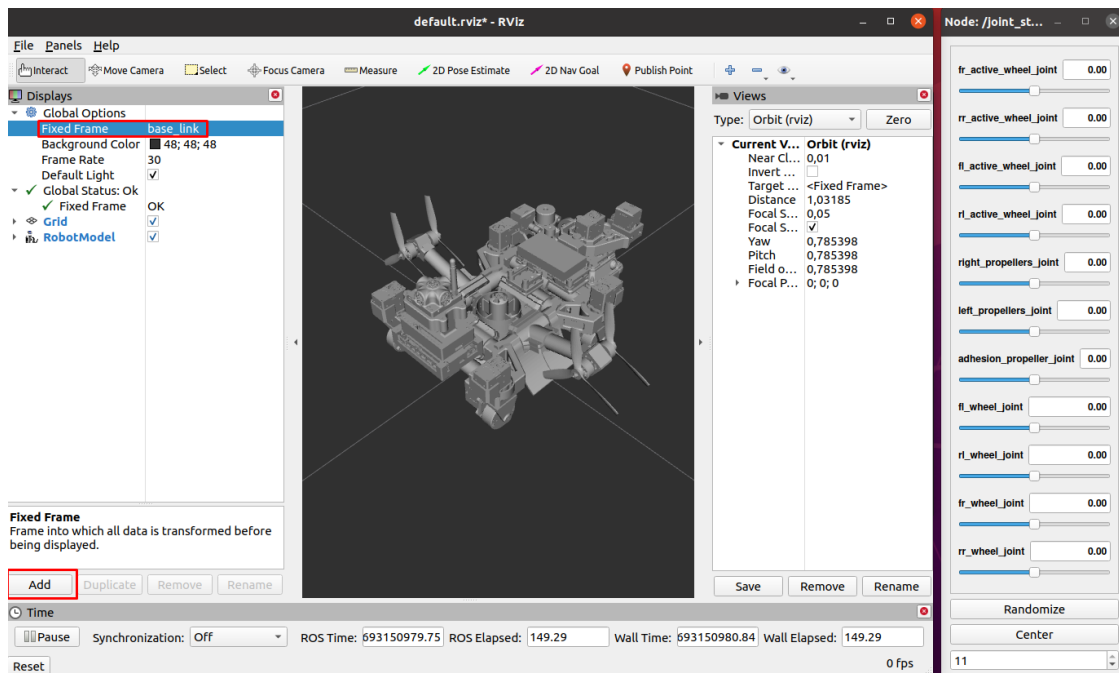 default.rviz* - RViz
File Panels Help
Interact Move Camera Select Focus Camera Measure 2D Pose Estimate 2D Nav Goal Publish Point
Displays
Global Options
Fixed Frame base_link
Background Color 48; 48; 48
Frame Rate 30
Default Light
Global Status: Ok
Fixed Frame OK
Grid
RobotModel
Fixed Frame
Frame into which all data is transformed before
being displayed.
Add Duplicate Remove Rename
Views
Type: Orbit (rviz) Zero
Current V... Orbit (rviz)
Near Cl... 0,01
Invert ...
Target ... <Fixed Frame>
Distance 1,03185
Focal S... 0,05
Focal S...
Yaw 0,785398
Pitch 0,785398
Field o... 0,785398
Focal P... 0; 0; 0
Save Remove Rename
Time
Pause Synchronization: Off ROS Time: 693150979.75 ROS Elapsed: 149.29 Wall Time: 693150980.84 Wall Elapsed: 149.29
Reset 0 fps
Node: /joint_st...
fr_active_wheel_joint 0.00
rr_active_wheel_joint 0.00
fl_active_wheel_joint 0.00
rl_active_wheel_joint 0.00
right_propellers_joint 0.00
left_propellers_joint 0.00
adhesion_propeller_joint 0.00
fl_wheel_joint 0.00
rl_wheel_joint 0.00
fr_wheel_joint 0.00
rr_wheel_joint 0.00
Randomize
Center
11